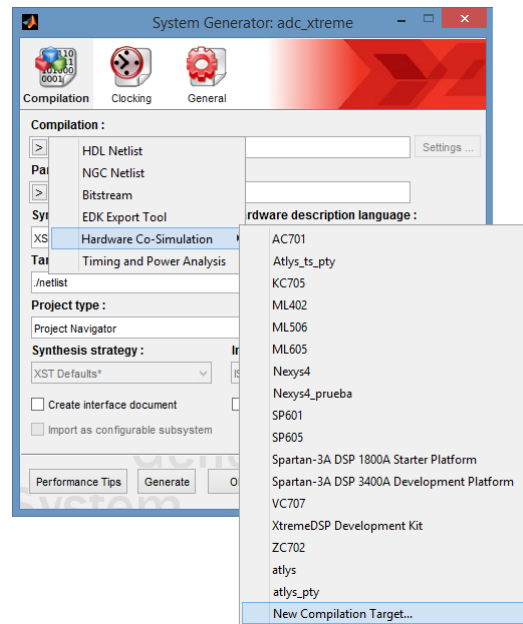 System Generator: adc_xtreme
Compilation
Clocking
General
Compilation :
Settings ...
HDL Netlist
NGC Netlist
Bitstream
EDK Export Tool
Hardware Co-Simulation
Timing and Power Analysis
Par
Syn
rdware description language :
XS
Tar
./netlist
Project type :
Project Navigator
Synthesis strategy :
XST Defaults*
Create interface document
Import as configurable subsystem
Performance Tips
Generate
AC701
Atlys_ts_pty
KC705
ML402
ML506
ML605
Nexys4
Nexys4_prueba
SP601
SP605
Spartan-3A DSP 1800A Starter Platform
Spartan-3A DSP 3400A Development Platform
VC707
XtremeDSP Development Kit
ZC702
atlys
atlys_pty
New Compilation Target...